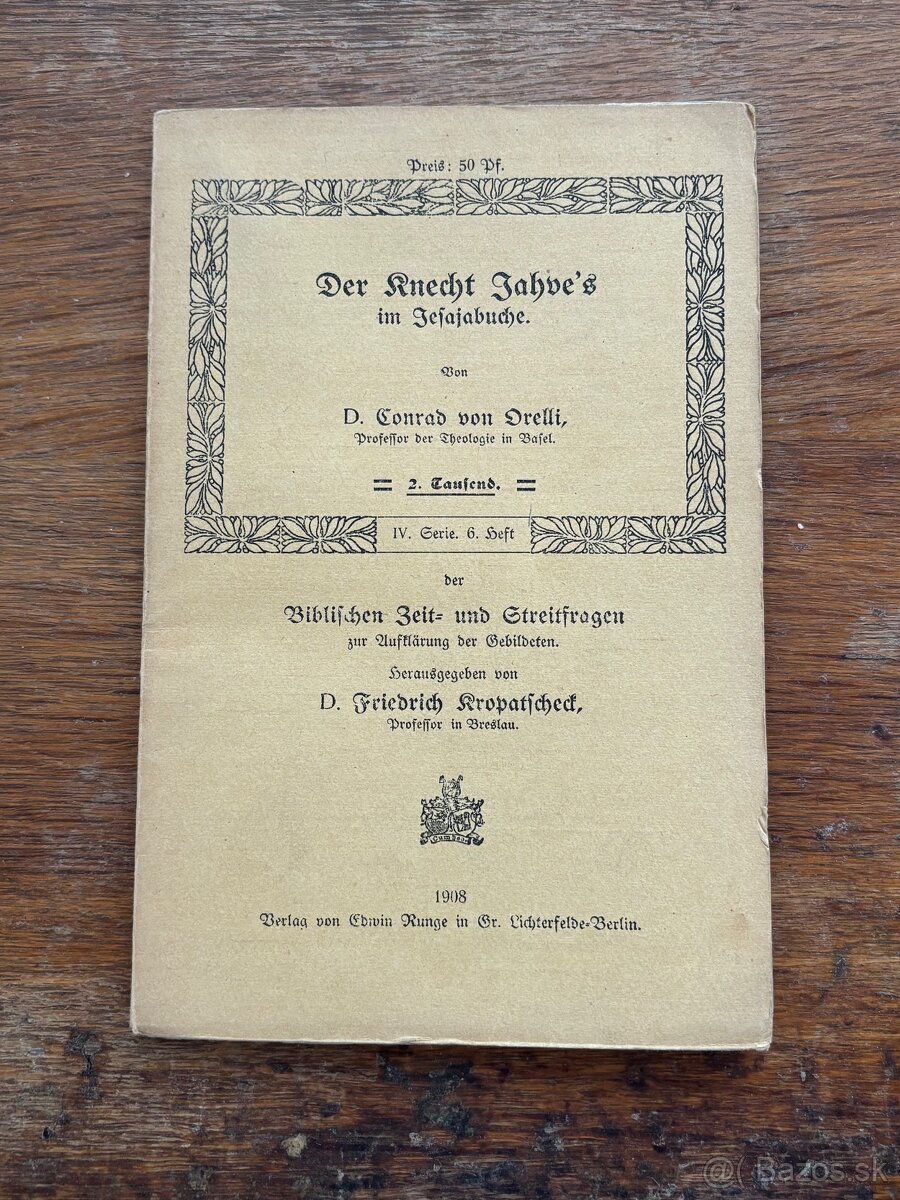 Preis: 50 Pf.
Der Knecht Jahve's
im Jesajabuche.
Von
D. Conrad von Orelli,
Professor der Theologie in Basel.
= 2. Tausend. =
IV. Serie. 6. Heft
der
Biblischen Zeit- und Streitfragen
zur Aufklärung der Gebildeten.
Herausgegeben von
D. Friedrich Kropatscheck,
Professor in Breslau.
1908
Verlag von Edwin Runge in Gr. Lichterfelde-Berlin.
Bazos.sk